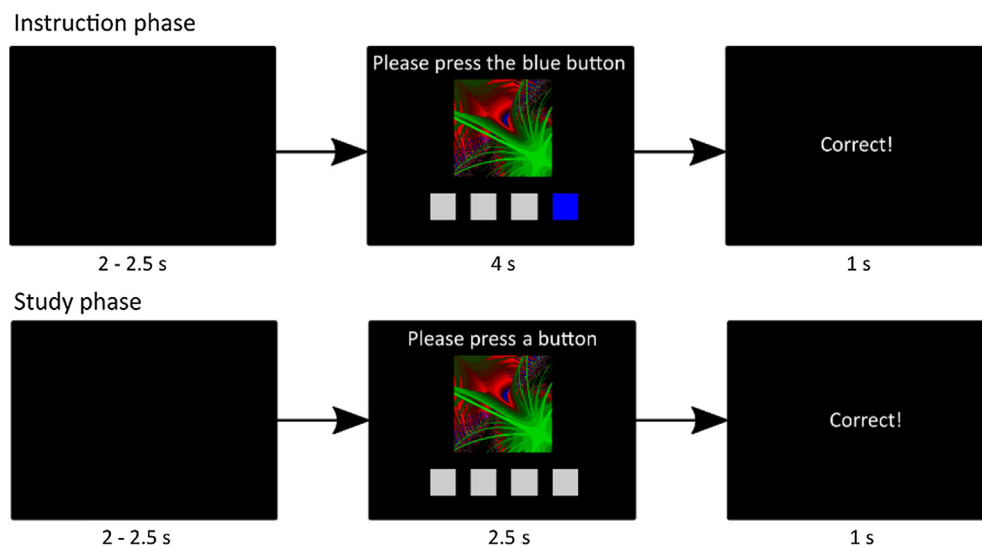 Instruction phase
Please press the blue button
Correct!
2 - 2.5 s
4 s
1 s
Study phase
Please press a button
Correct!
2 - 2.5 s
2.5 s
1 s